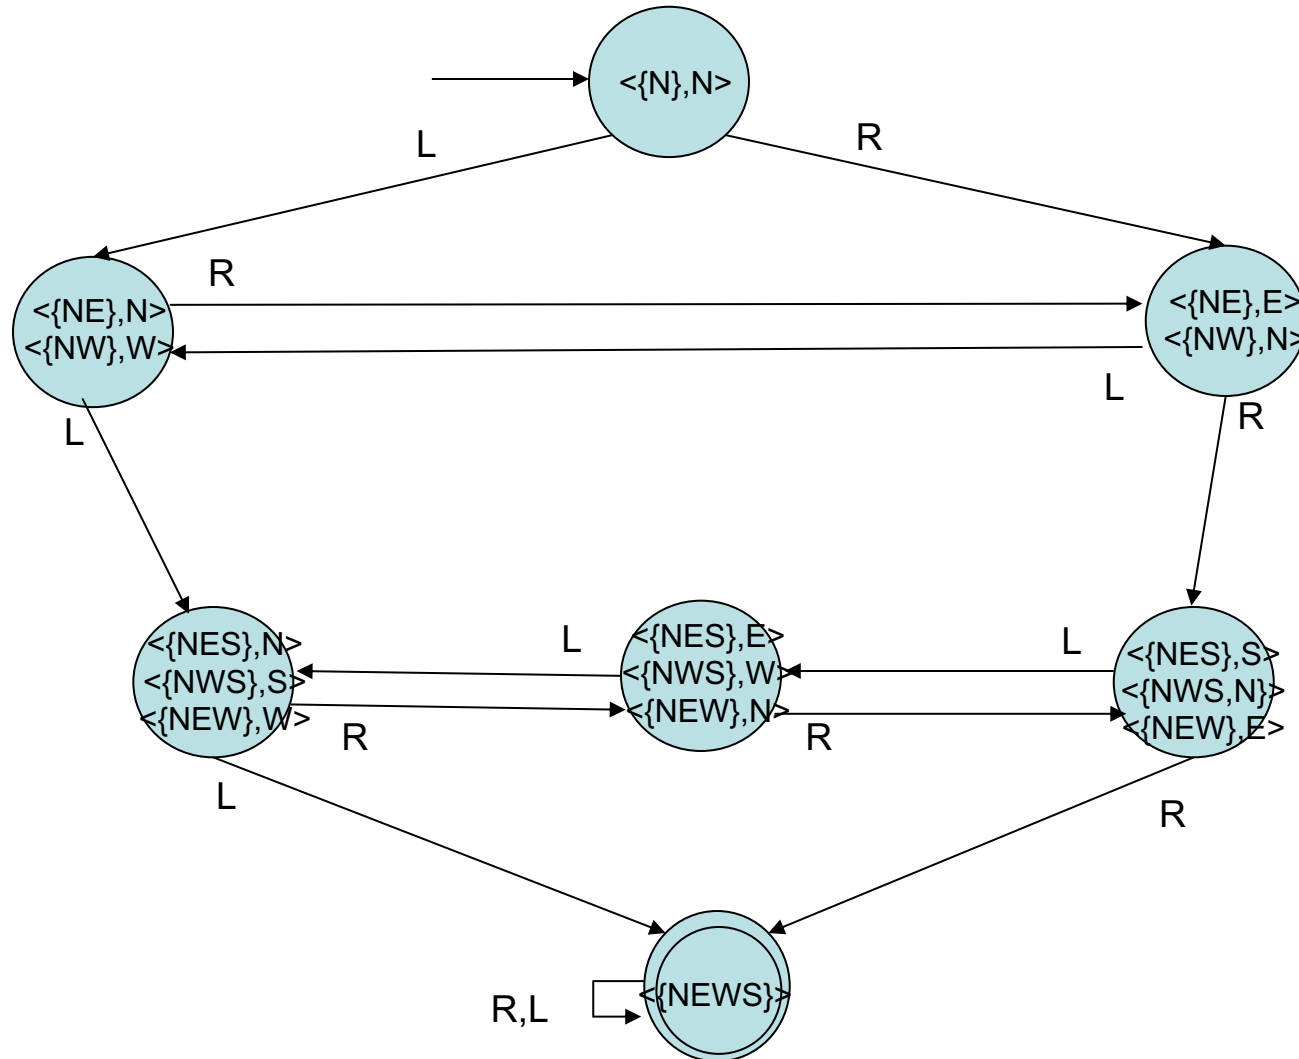 <{N},N>
L
R
R
<{NE},N>
<{NW},W>
<{NE},E>
<{NW},N>
L
L
R
<{NES},N>
<{NWS},S>
<{NEW},W>
L
<{NES},E>
<{NWS},W>
<{NEW},N>
L
<{NES},S>
<{NWS,N}>
<{NEW},E>
R
R
L
R
<{NEWS}>
R,L